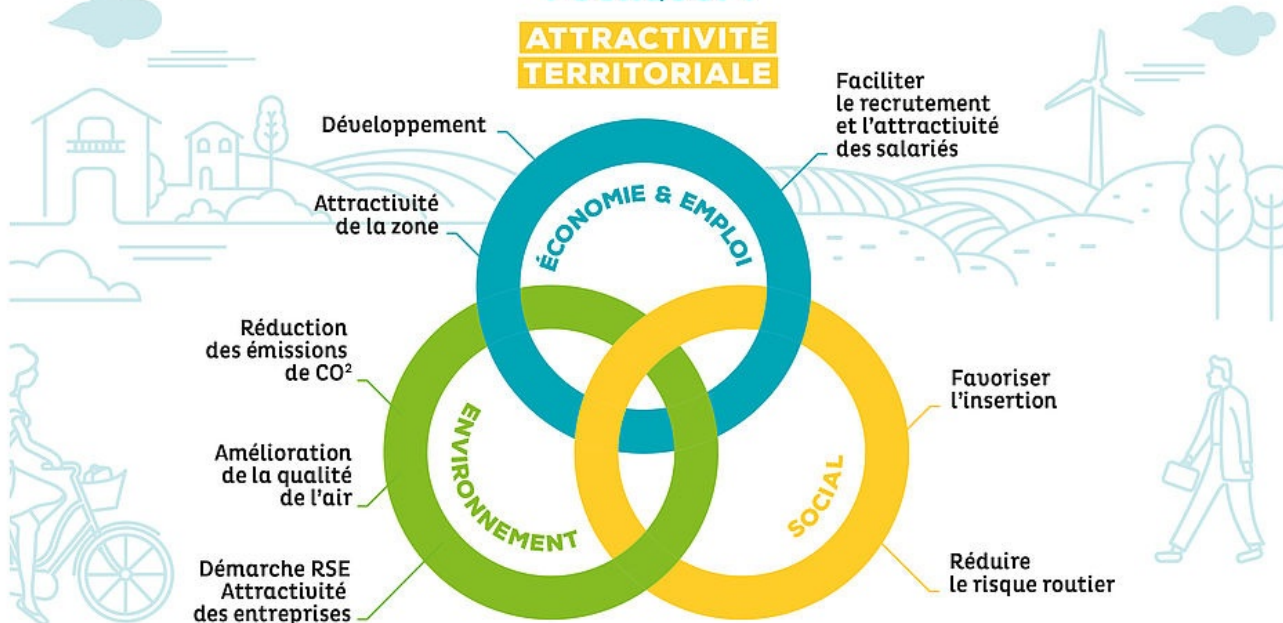 ATTRACTIVITÉ
TERRITORIALE
Développement
Attractivité
de la zone
Faciliter
le recrutement
et l'attractivité
des salariés
ÉCONOMIE & EMPLOI
Réduction
des émissions
de CO²
Amélioration
de la qualité
de l'air
Démarche RSE
Attractivité
des entreprises
ENVIRONNEMENT
SOCIAL
Favoriser
l'insertion
Réduire
le risque routier